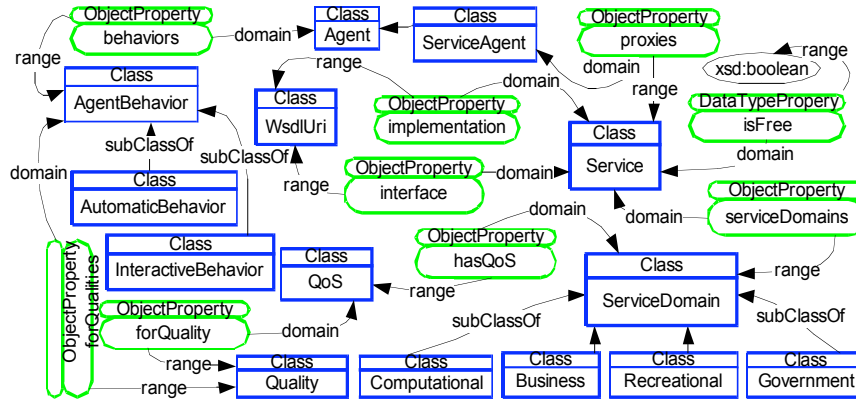 ObjectProperty
behaviors
domain
Class
Agent
Class
ServiceAgent
ObjectProperty
proxies
range
xsd:boolean
range
Class
AgentBehavior
range
domain
domain
range
Class
WsdlUri
ObjectProperty
implementation
DataTypePropery
isFree
subClassOf
subClassOf
Class
Service
domain
domain
range
ObjectProperty
interface
domain
Class
AutomaticBehavior
ObjectProperty
serviceDomains
domain
domain
Class
InteractiveBehavior
ObjectProperty
hasQoS
Class
QoS
range
Class
ServiceDomain
range
ObjectProperty
forQualities
ObjectProperty
forQuality
domain
subClassOf
subClassOf
range
range
Class
Quality
Class
Computational
Class
Business
Class
Recreational
Class
Government